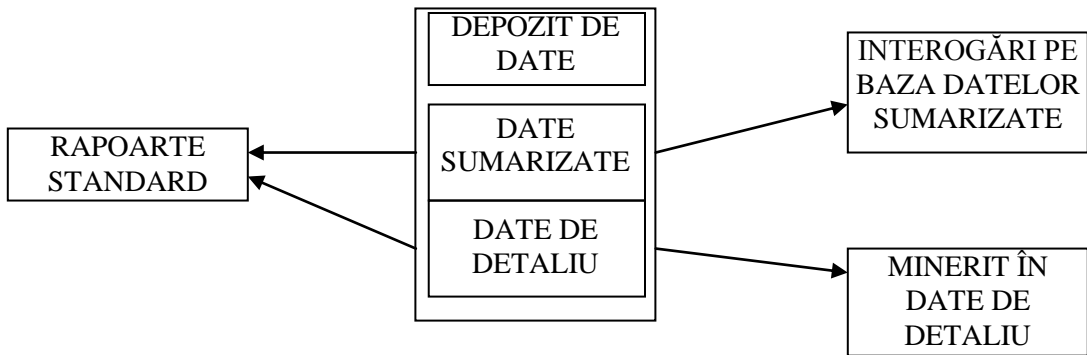 RAPOARTE
STANDARD
DEPOZIT DE
DATE
DATE
SUMARIZATE
DATE DE
DETALIU
INTEROGĂRI PE
BAZA DATELOR
SUMARIZATE
MINERIT ÎN
DATE DE
DETALIU